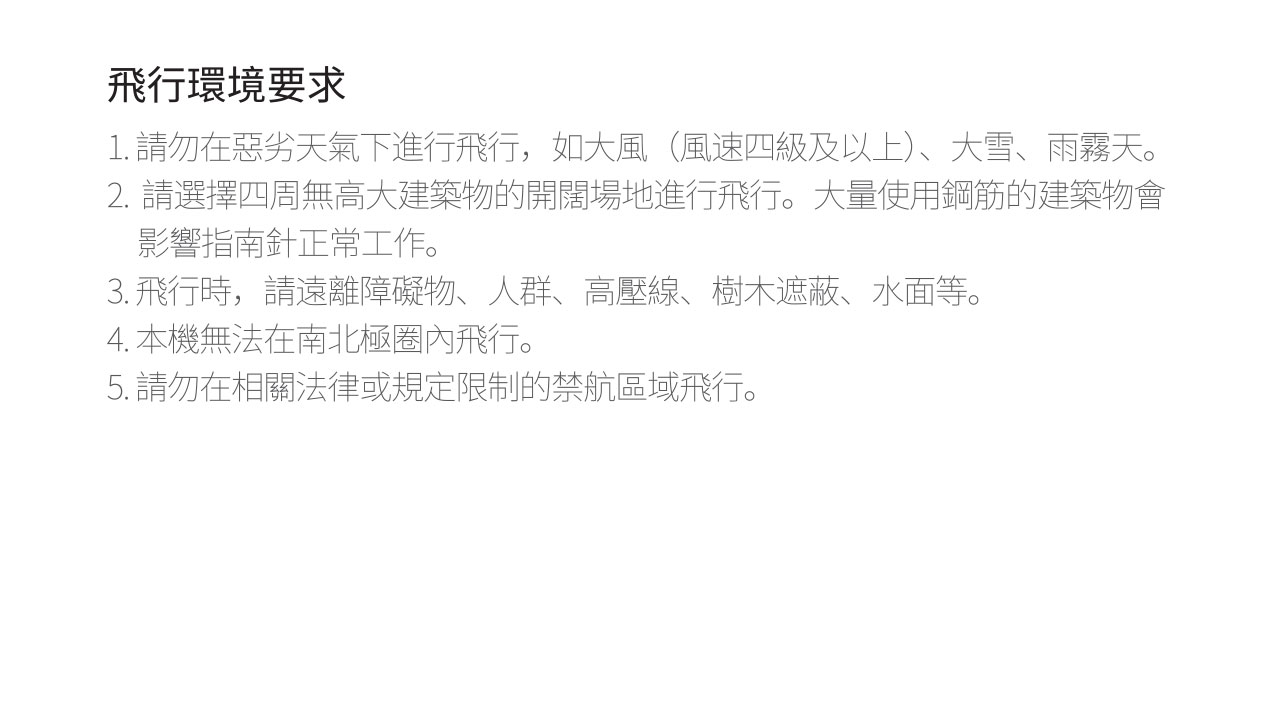 飛行環境要求
1. 請勿在惡劣天氣下進行飛行，如大風（風速四級及以上）、大雪、雨霧天。
2. 請選擇四周無高大建築物的開闊場地進行飛行。大量使用鋼筋的建築物會
影響指南針正常工作。
3. 飛行時，請遠離障礙物、人群、高壓線、樹木遮蔽、水面等。
4. 本機無法在南北極圈內飛行。
5. 請勿在相關法律或規定限制的禁航區域飛行。